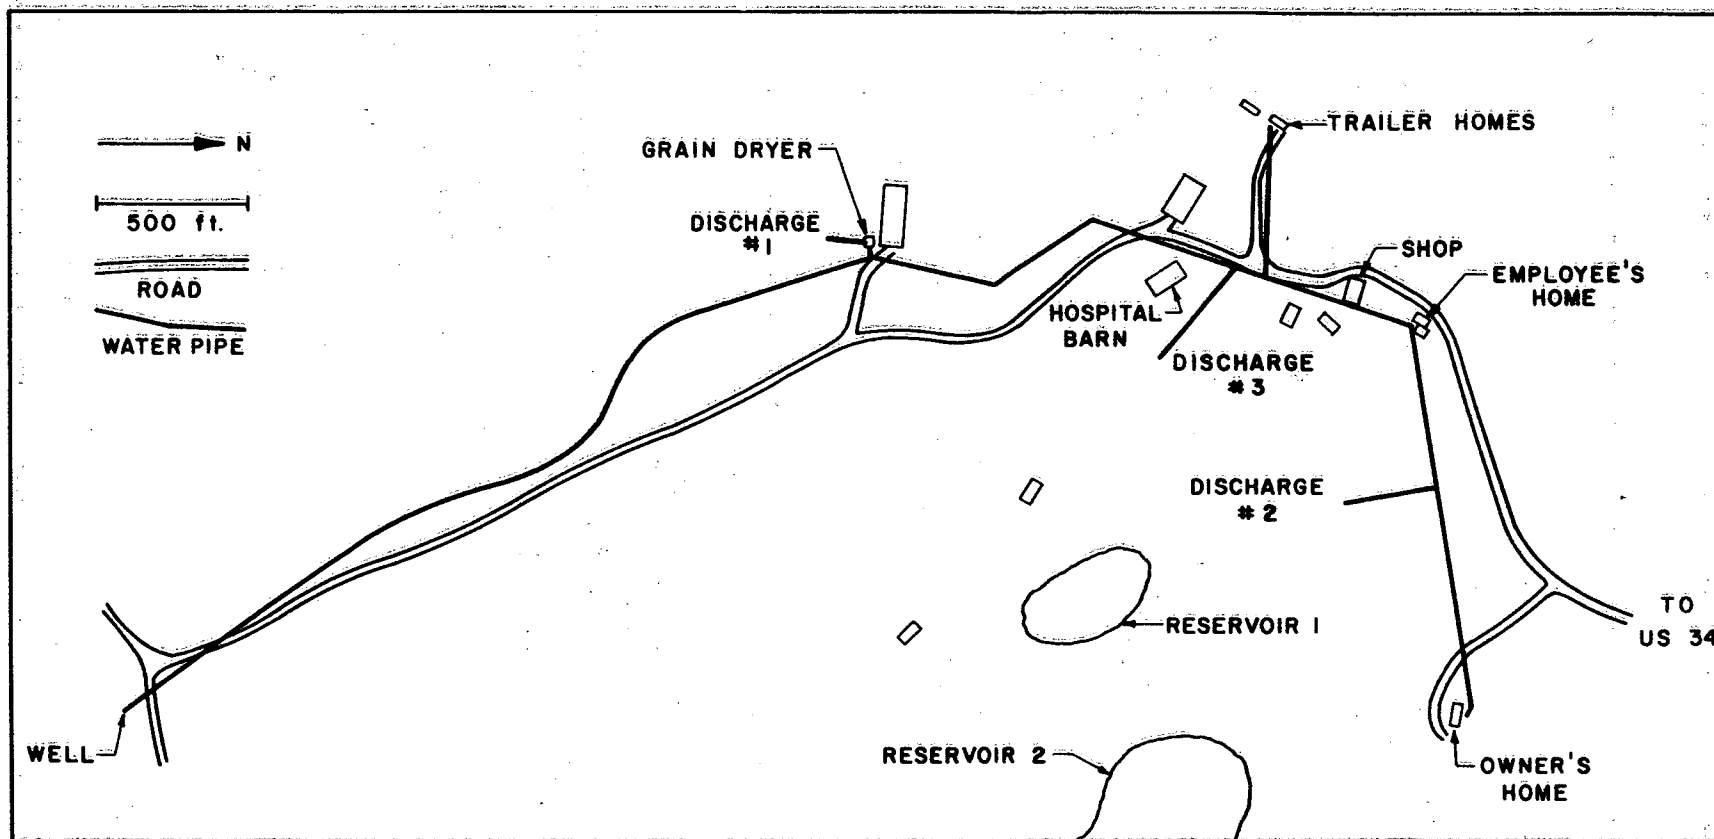 N
500 ft.
ROAD
WATER PIPE
GRAIN DRYER
DISCHARGE
#1
TRAILER HOMES
SHOP
EMPLOYEE'S
HOME
HOSPITAL
BARN
DISCHARGE
#3
DISCHARGE
#2
RESERVOIR 1
TO
US 34
WELL
RESERVOIR 2
OWNER'S
HOME